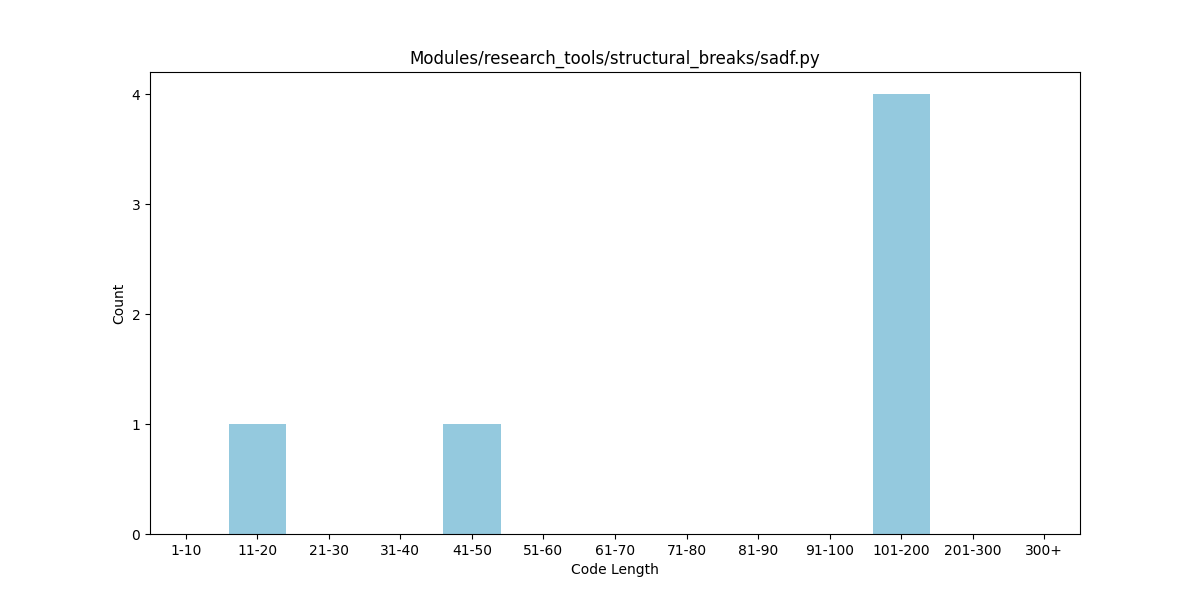 Modules/research_tools/structural_breaks/sadf.py
4
3
2
1
0
Count
1-10 11-20 21-30 31-40 41-50 51-60 61-70 71-80 81-90 91-100 101-200 201-300 300+
Code Length